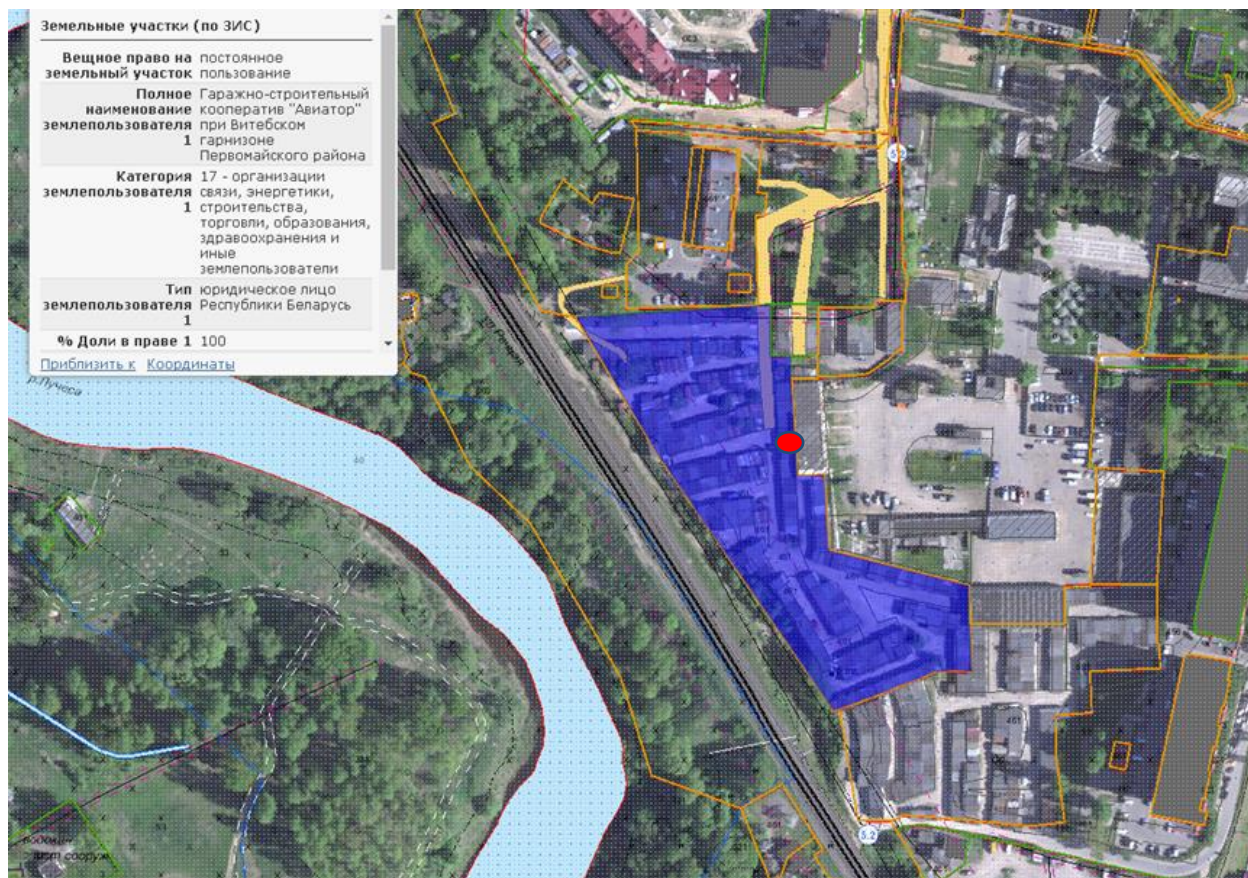 Земельные участки (по ЗИС)
Вещное право на постоянное
земельный участок пользование
Полное Гаражно-строительный
наименование кооператив "Авиатор"
землепользователя при Витебском
1 гарнизоне
Первомайского района
Категория 17 - организации
землепользователя связи, энергетики,
1 строительства,
торговли, образования,
здравоохранения и
иные
землепользователи
Тип юридическое лицо
землепользователя Республики Беларусь
1
% Доли в праве 1 100
Приблизить к Координаты
р.Лучеса
5.2